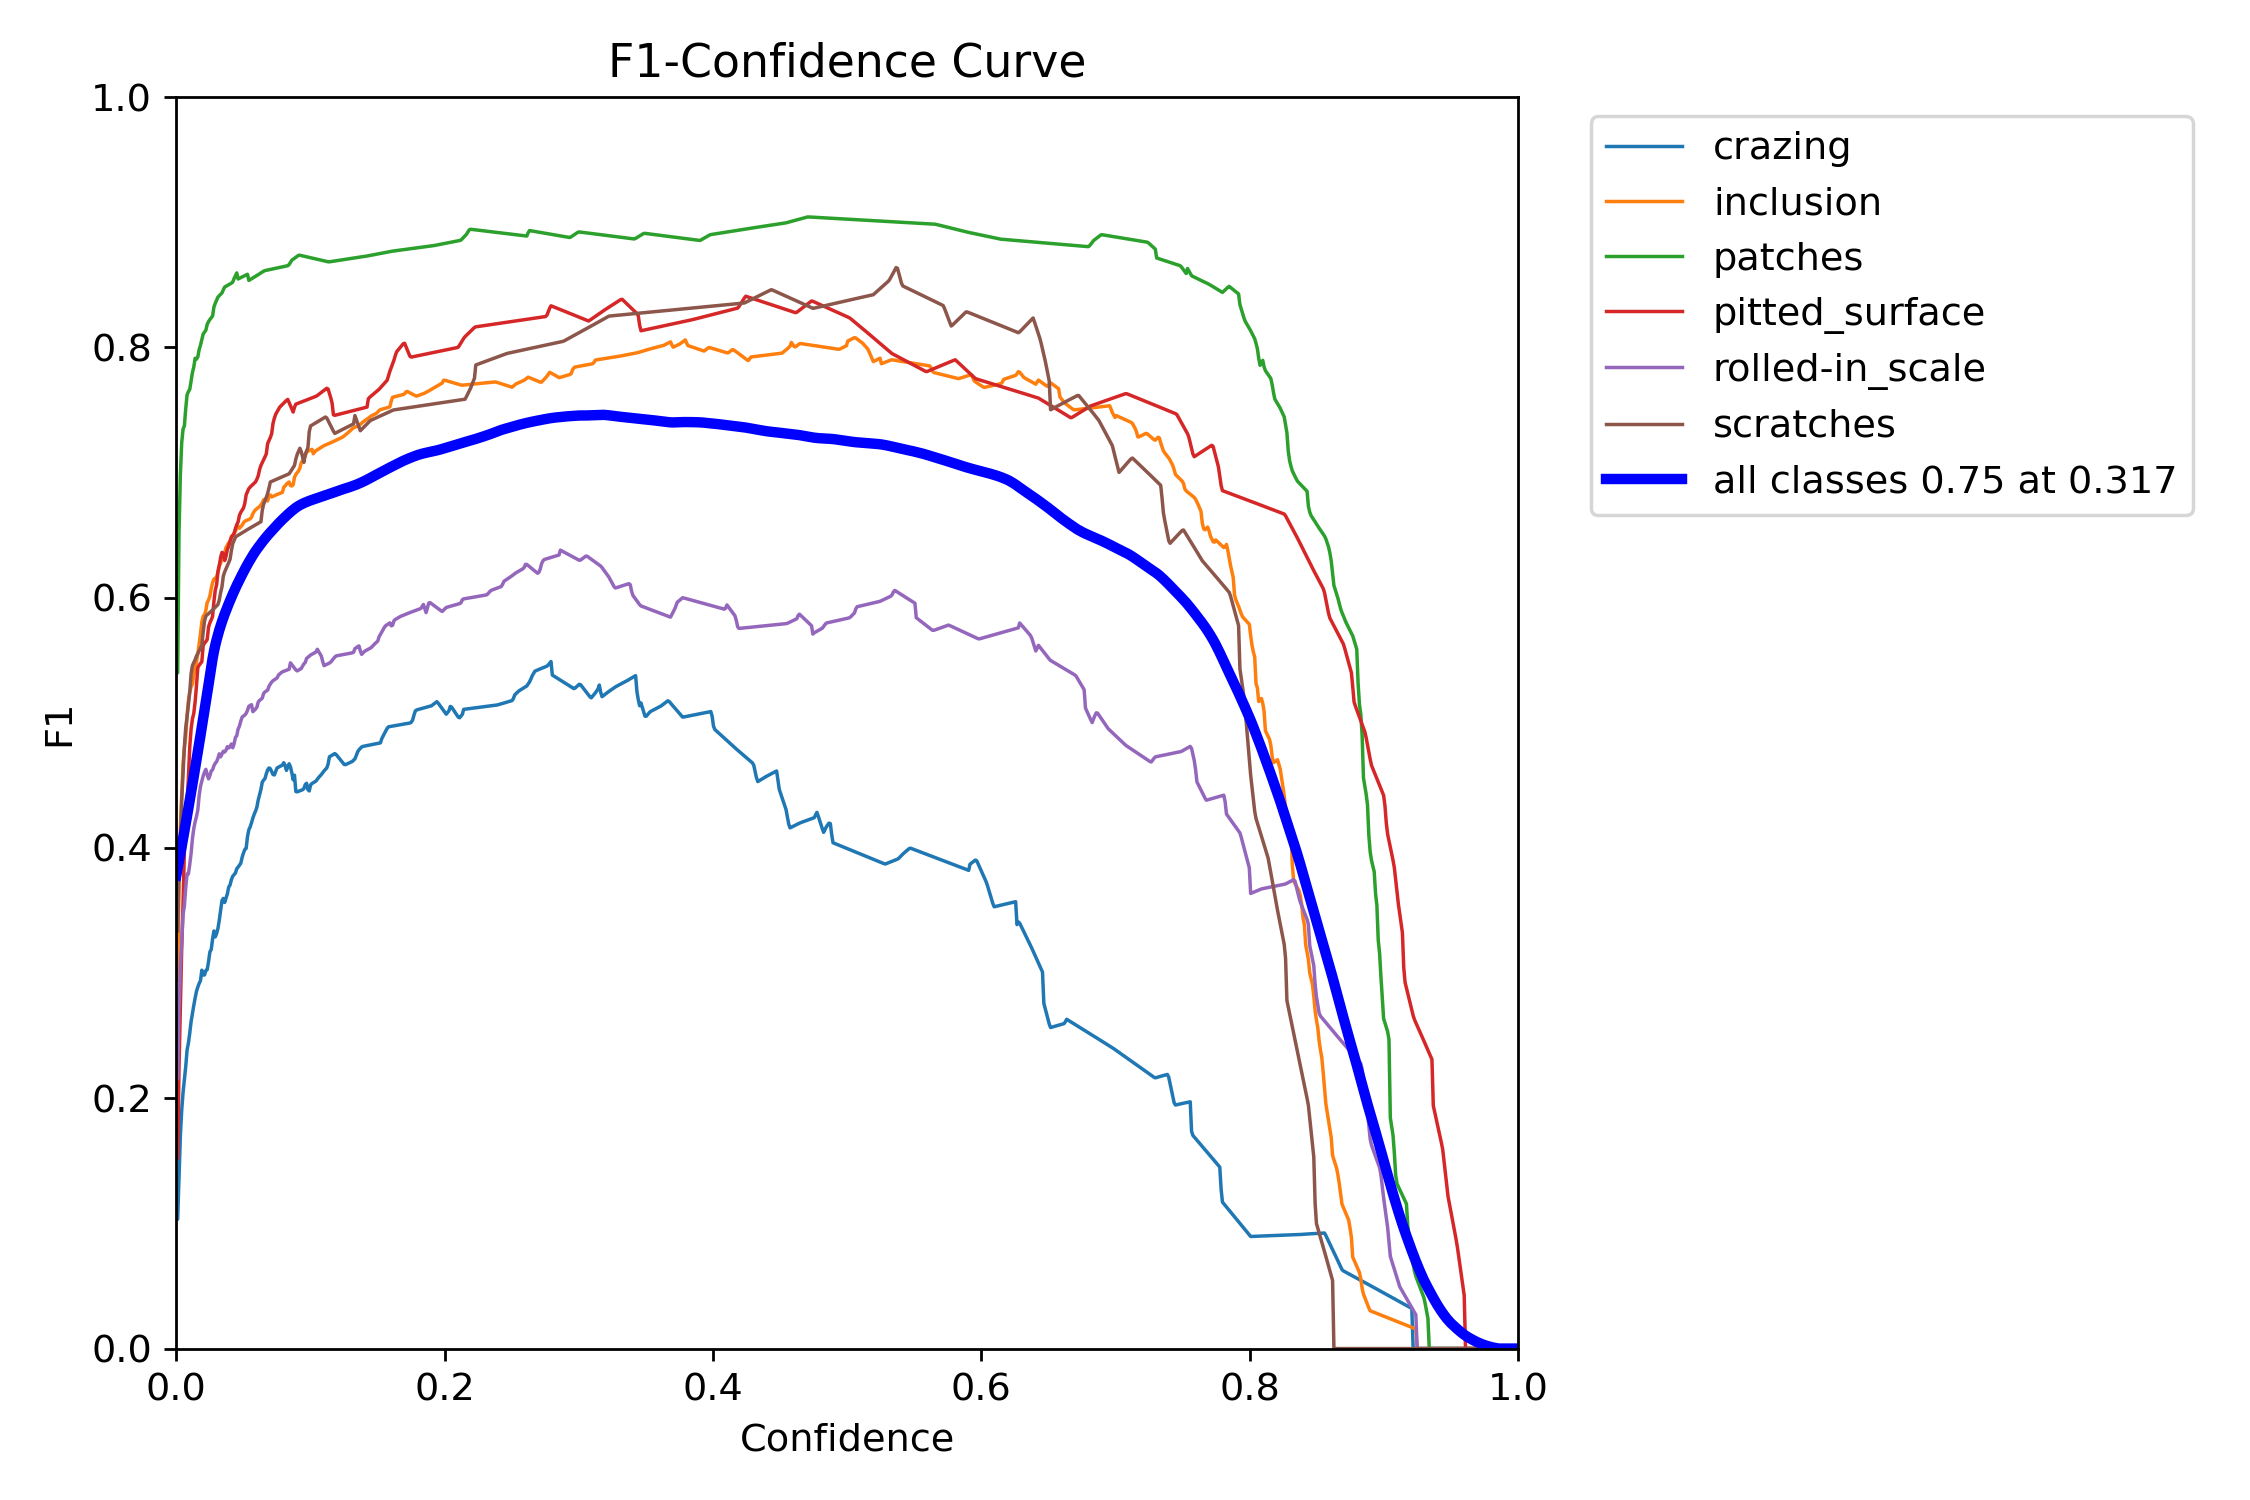 F1-Confidence Curve
1.0
0.8
0.6
0.4
0.2
0.0
F1
0.0 0.2 0.4 0.6 0.8 1.0
Confidence
crazing
inclusion
patches
pitted_surface
rolled-in_scale
scratches
all classes 0.75 at 0.317